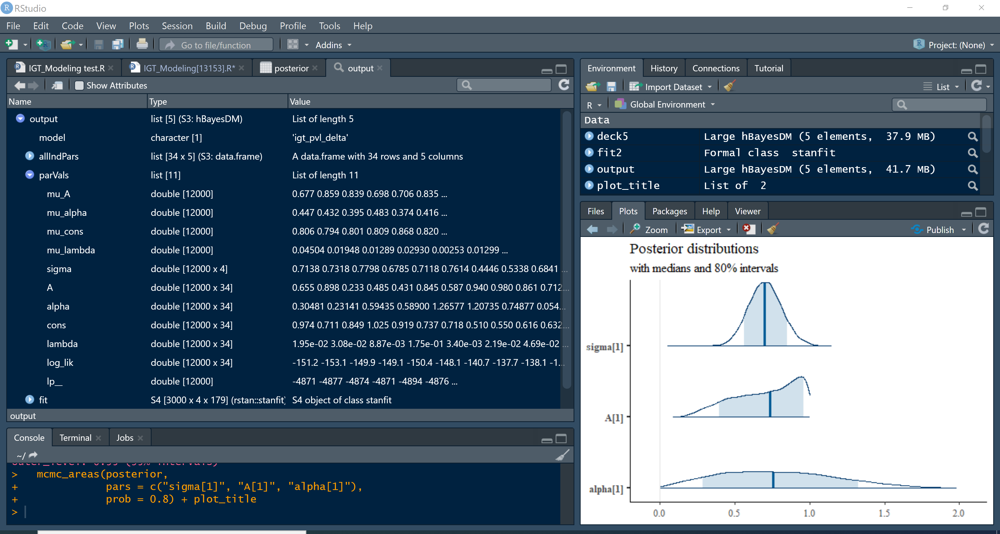 RStudio
File Edit Code View Plots Session Build Debug Profile Tools Help
Go to file/function Addins Project: (None)
IGT_Modeling test.R IGT_Modeling[13153].R* posterior output
Show Attributes
Name Type Value
output list [5] (S3: hBayesDM) List of length 5
model character [1] 'igt_pvl_delta'
allIndPars list [34 x 5] (S3: data.frame) A data.frame with 34 rows and 5 columns
parVals list [11] List of length 11
mu_A double [12000] 0.677 0.859 0.839 0.698 0.706 0.835 ...
mu_alpha double [12000] 0.447 0.432 0.395 0.483 0.374 0.416 ...
mu_cons double [12000] 0.806 0.794 0.801 0.809 0.868 0.820 ...
mu_lambda double [12000] 0.04504 0.01948 0.01289 0.02930 0.00253 0.01299 ...
sigma double [12000 x 4] 0.7138 0.7318 0.7798 0.6785 0.7118 0.7614 0.4446 0.5338 0.6841 ...
A double [12000 x 34] 0.655 0.898 0.233 0.485 0.431 0.845 0.587 0.940 0.980 0.861 0.712...
alpha double [12000 x 34] 0.30481 0.23141 0.59435 0.58900 1.26577 1.20735 0.74877 0.054...
cons double [12000 x 34] 0.974 0.711 0.849 1.025 0.919 0.737 0.718 0.510 0.550 0.616 0.632...
lambda double [12000 x 34] 1.95e-02 3.08e-02 8.87e-03 1.75e-01 3.40e-03 2.19e-02 4.69e-02 ...
log_lik double [12000 x 34] -151.2 -153.1 -149.9 -149.1 -150.4 -148.1 -140.7 -137.7 -138.1 -1...
lp__ double [12000] -4871 -4877 -4874 -4871 -4894 -4876 ...
fit S4 [3000 x 4 x 179] (rstan::stanfit) S4 object of class stanfit
output
Console Terminal Jobs
~/
> mcmc_areas(posterior,
+ pars = c("sigma[1]", "A[1]", "alpha[1]"),
+ prob = 0.8) + plot_title
>
Environment History Connections Tutorial
Import Dataset List
R Global Environment
Data
deck5 Large hBayesDM (5 elements, 37.9 MB)
fit2 Formal class stanfit
output Large hBayesDM (5 elements, 41.7 MB)
plot_title List of 2
Files Plots Packages Help Viewer
Zoom Export Publish
Posterior distributions
with medians and 80% intervals
sigma[1]
A[1]
alpha[1]
0.0 0.5 1.0 1.5 2.0